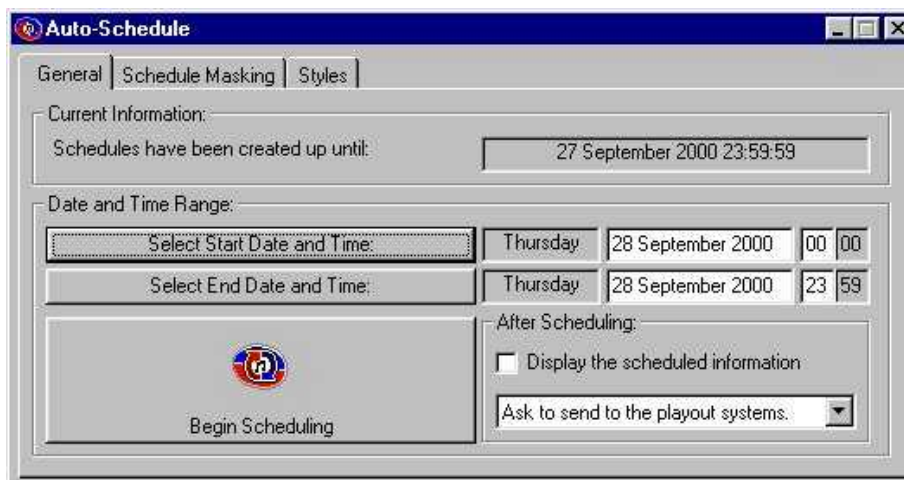 Auto-Schedule
General Schedule Masking Styles
Current Information:
Schedules have been created up until: 27 September 2000 23:59:59
Date and Time Range:
Select Start Date and Time: Thursday 28 September 2000 00 00
Select End Date and Time: Thursday 28 September 2000 23 59
After Scheduling:
Display the scheduled information
Begin Scheduling
Ask to send to the playout systems.